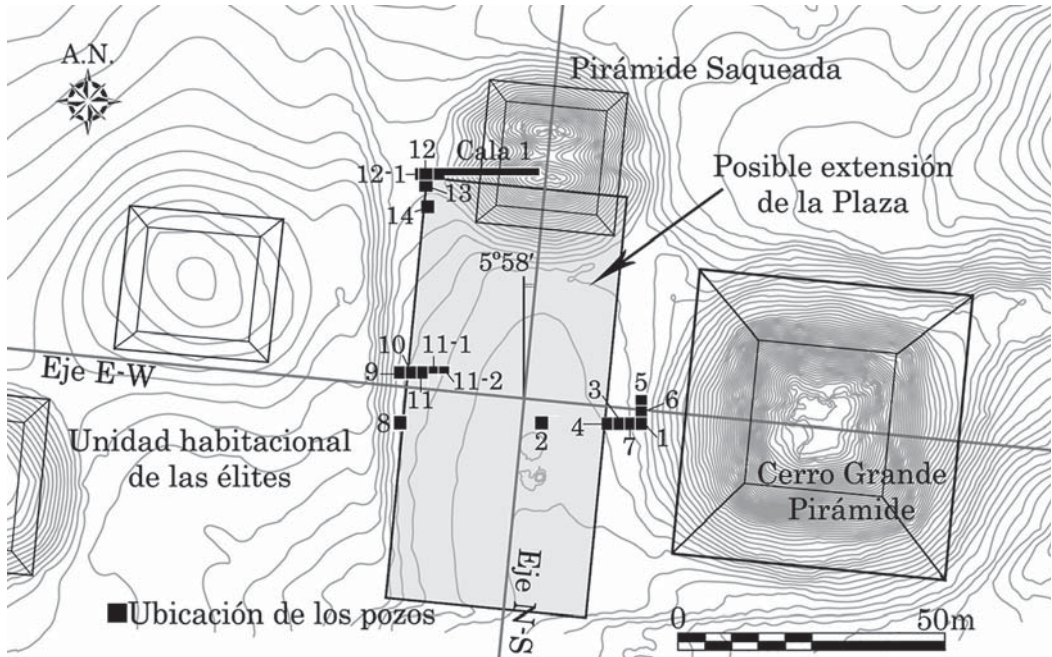 A.N.
Pirámide Saqueada
12
Cala 1
12-1
13
14
Posible extensión
de la Plaza
5°58'
10
11-1
9
11-2
11
Eje E-W
8
2
3
5
6
4
7
1
Unidad habitacional
de las élites
Cerro Grande
Pirámide
Eje N-S
Ubicación de los pozos
0
50m